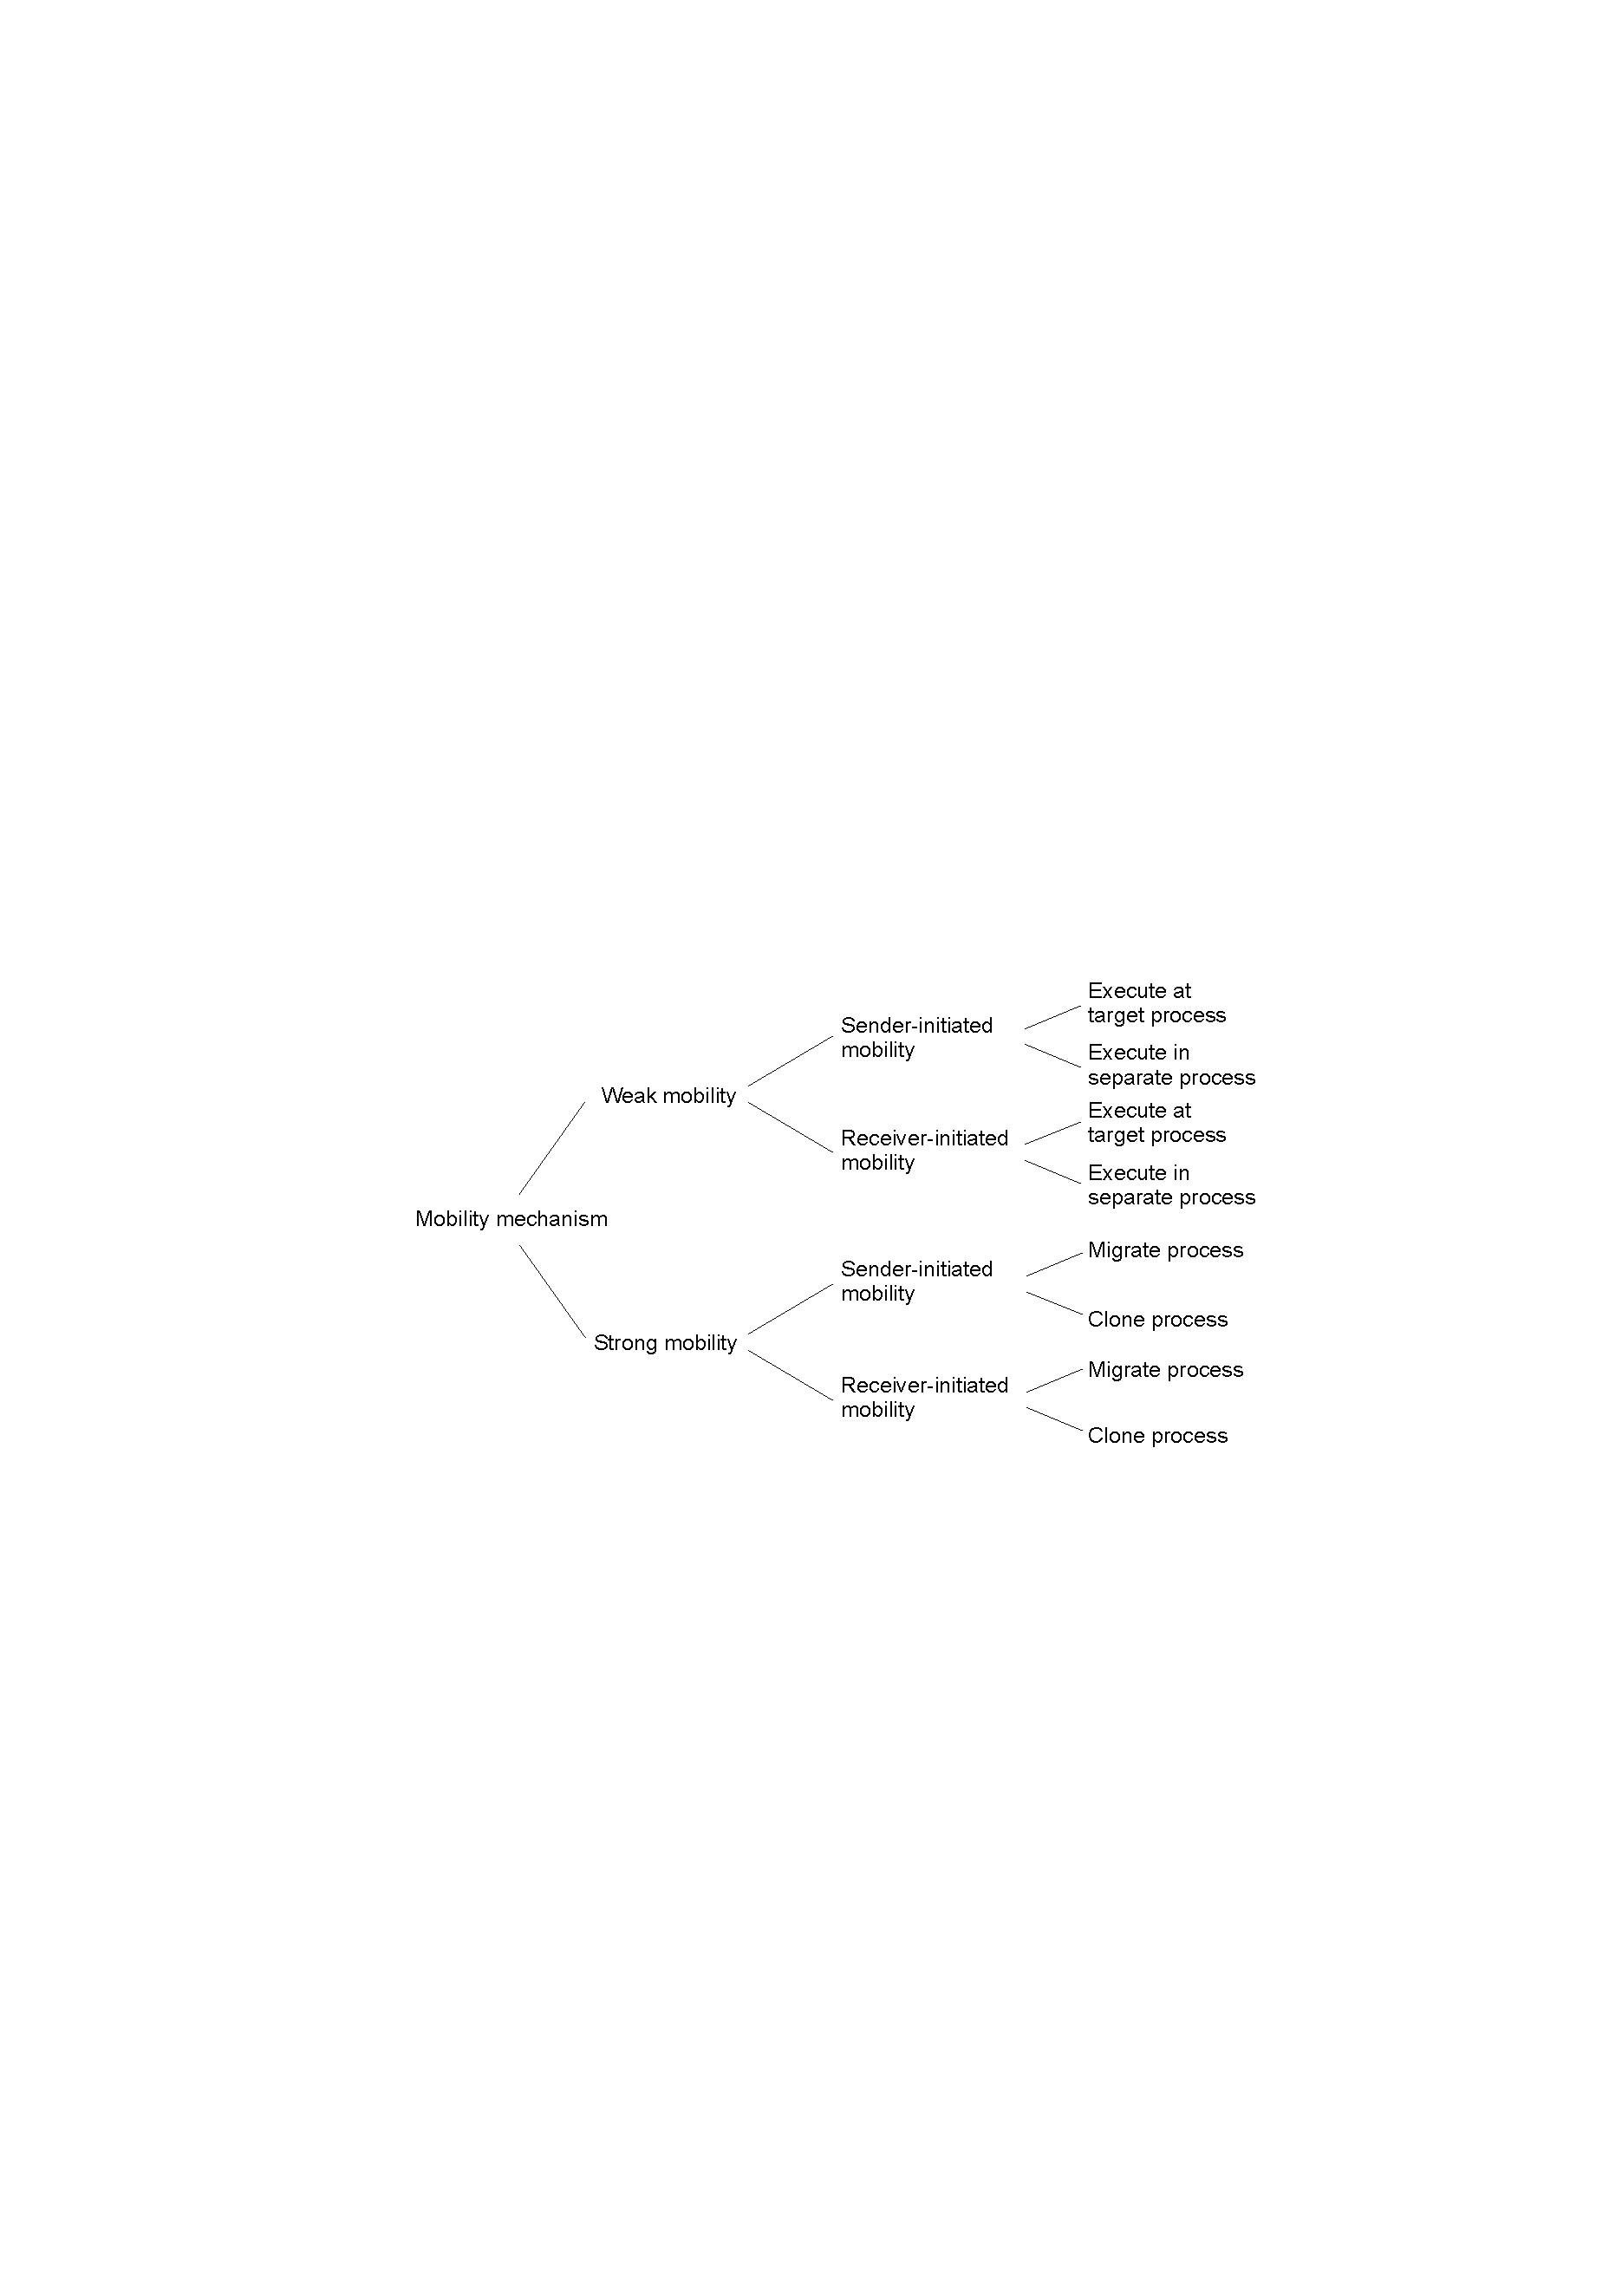 Execute at
target process
Sender-initiated
mobility
Execute in
separate process
Weak mobility
Execute at
target process
Receiver-initiated
mobility
Execute in
separate process
Mobility mechanism
Migrate process
Sender-initiated
mobility
Clone process
Strong mobility
Migrate process
Receiver-initiated
mobility
Clone process